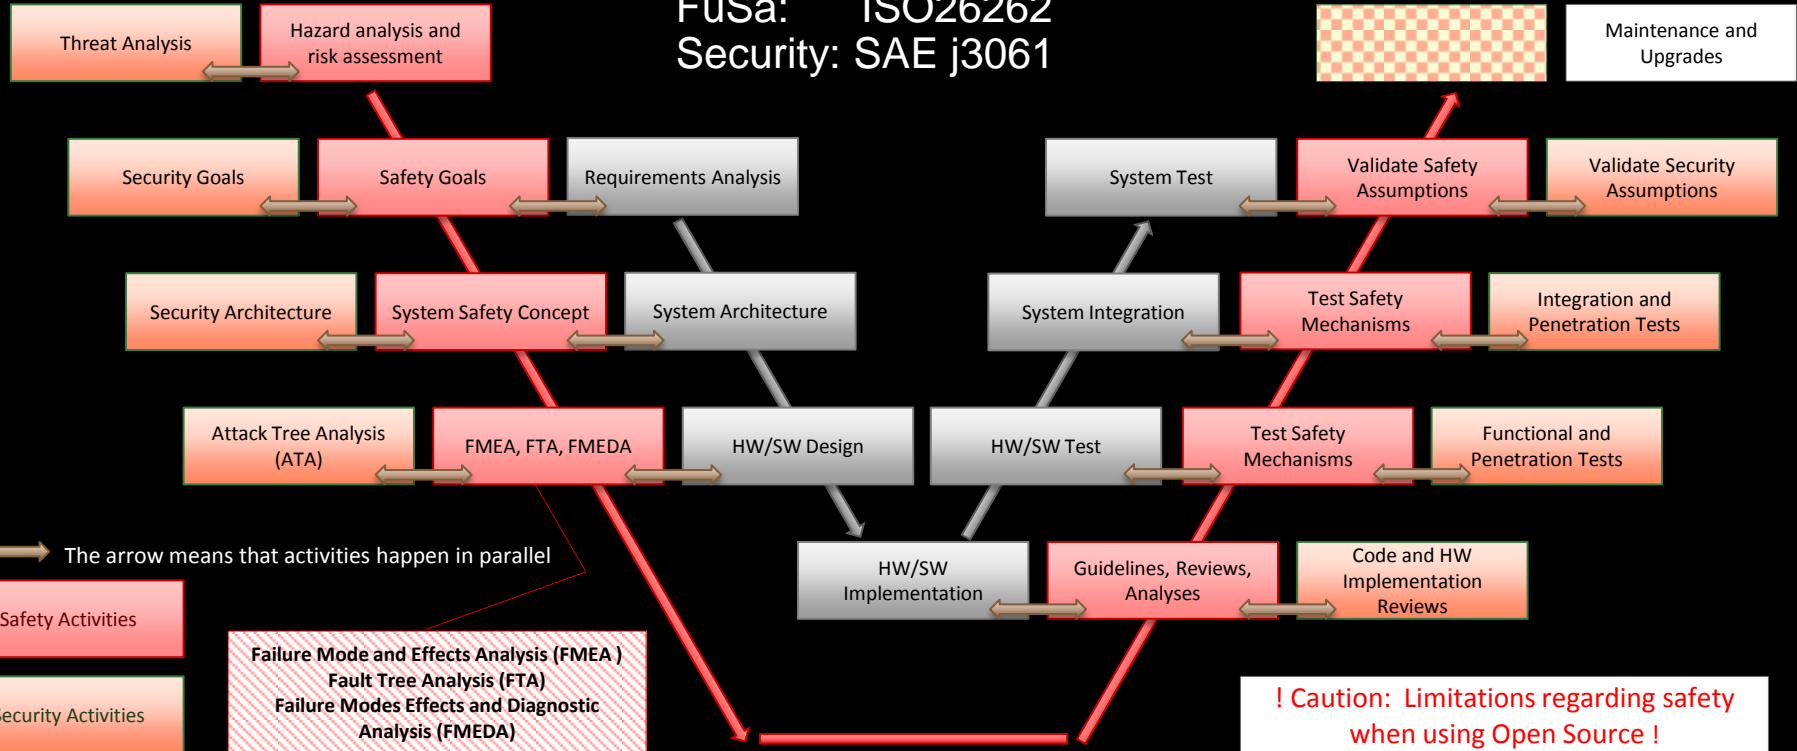 FuSa: ISO26262
Security: SAE j3061
Threat Analysis
Hazard analysis and
risk assessment
Maintenance and
Upgrades
Security Goals
Safety Goals
Requirements Analysis
System Test
Validate Safety
Assumptions
Validate Security
Assumptions
Security Architecture
System Safety Concept
System Architecture
System Integration
Test Safety
Mechanisms
Integration and
Penetration Tests
Attack Tree Analysis
(ATA)
FMEA, FTA, FMEDA
HW/SW Design
HW/SW Test
Test Safety
Mechanisms
Functional and
Penetration Tests
The arrow means that activities happen in parallel
HW/SW
Implementation
Guidelines, Reviews,
Analyses
Code and HW
Implementation
Reviews
Safety Activities
Security Activities
Failure Mode and Effects Analysis (FMEA )
Fault Tree Analysis (FTA)
Failure Modes Effects and Diagnostic
Analysis (FMEDA)
! Caution: Limitations regarding safety
when using Open Source !